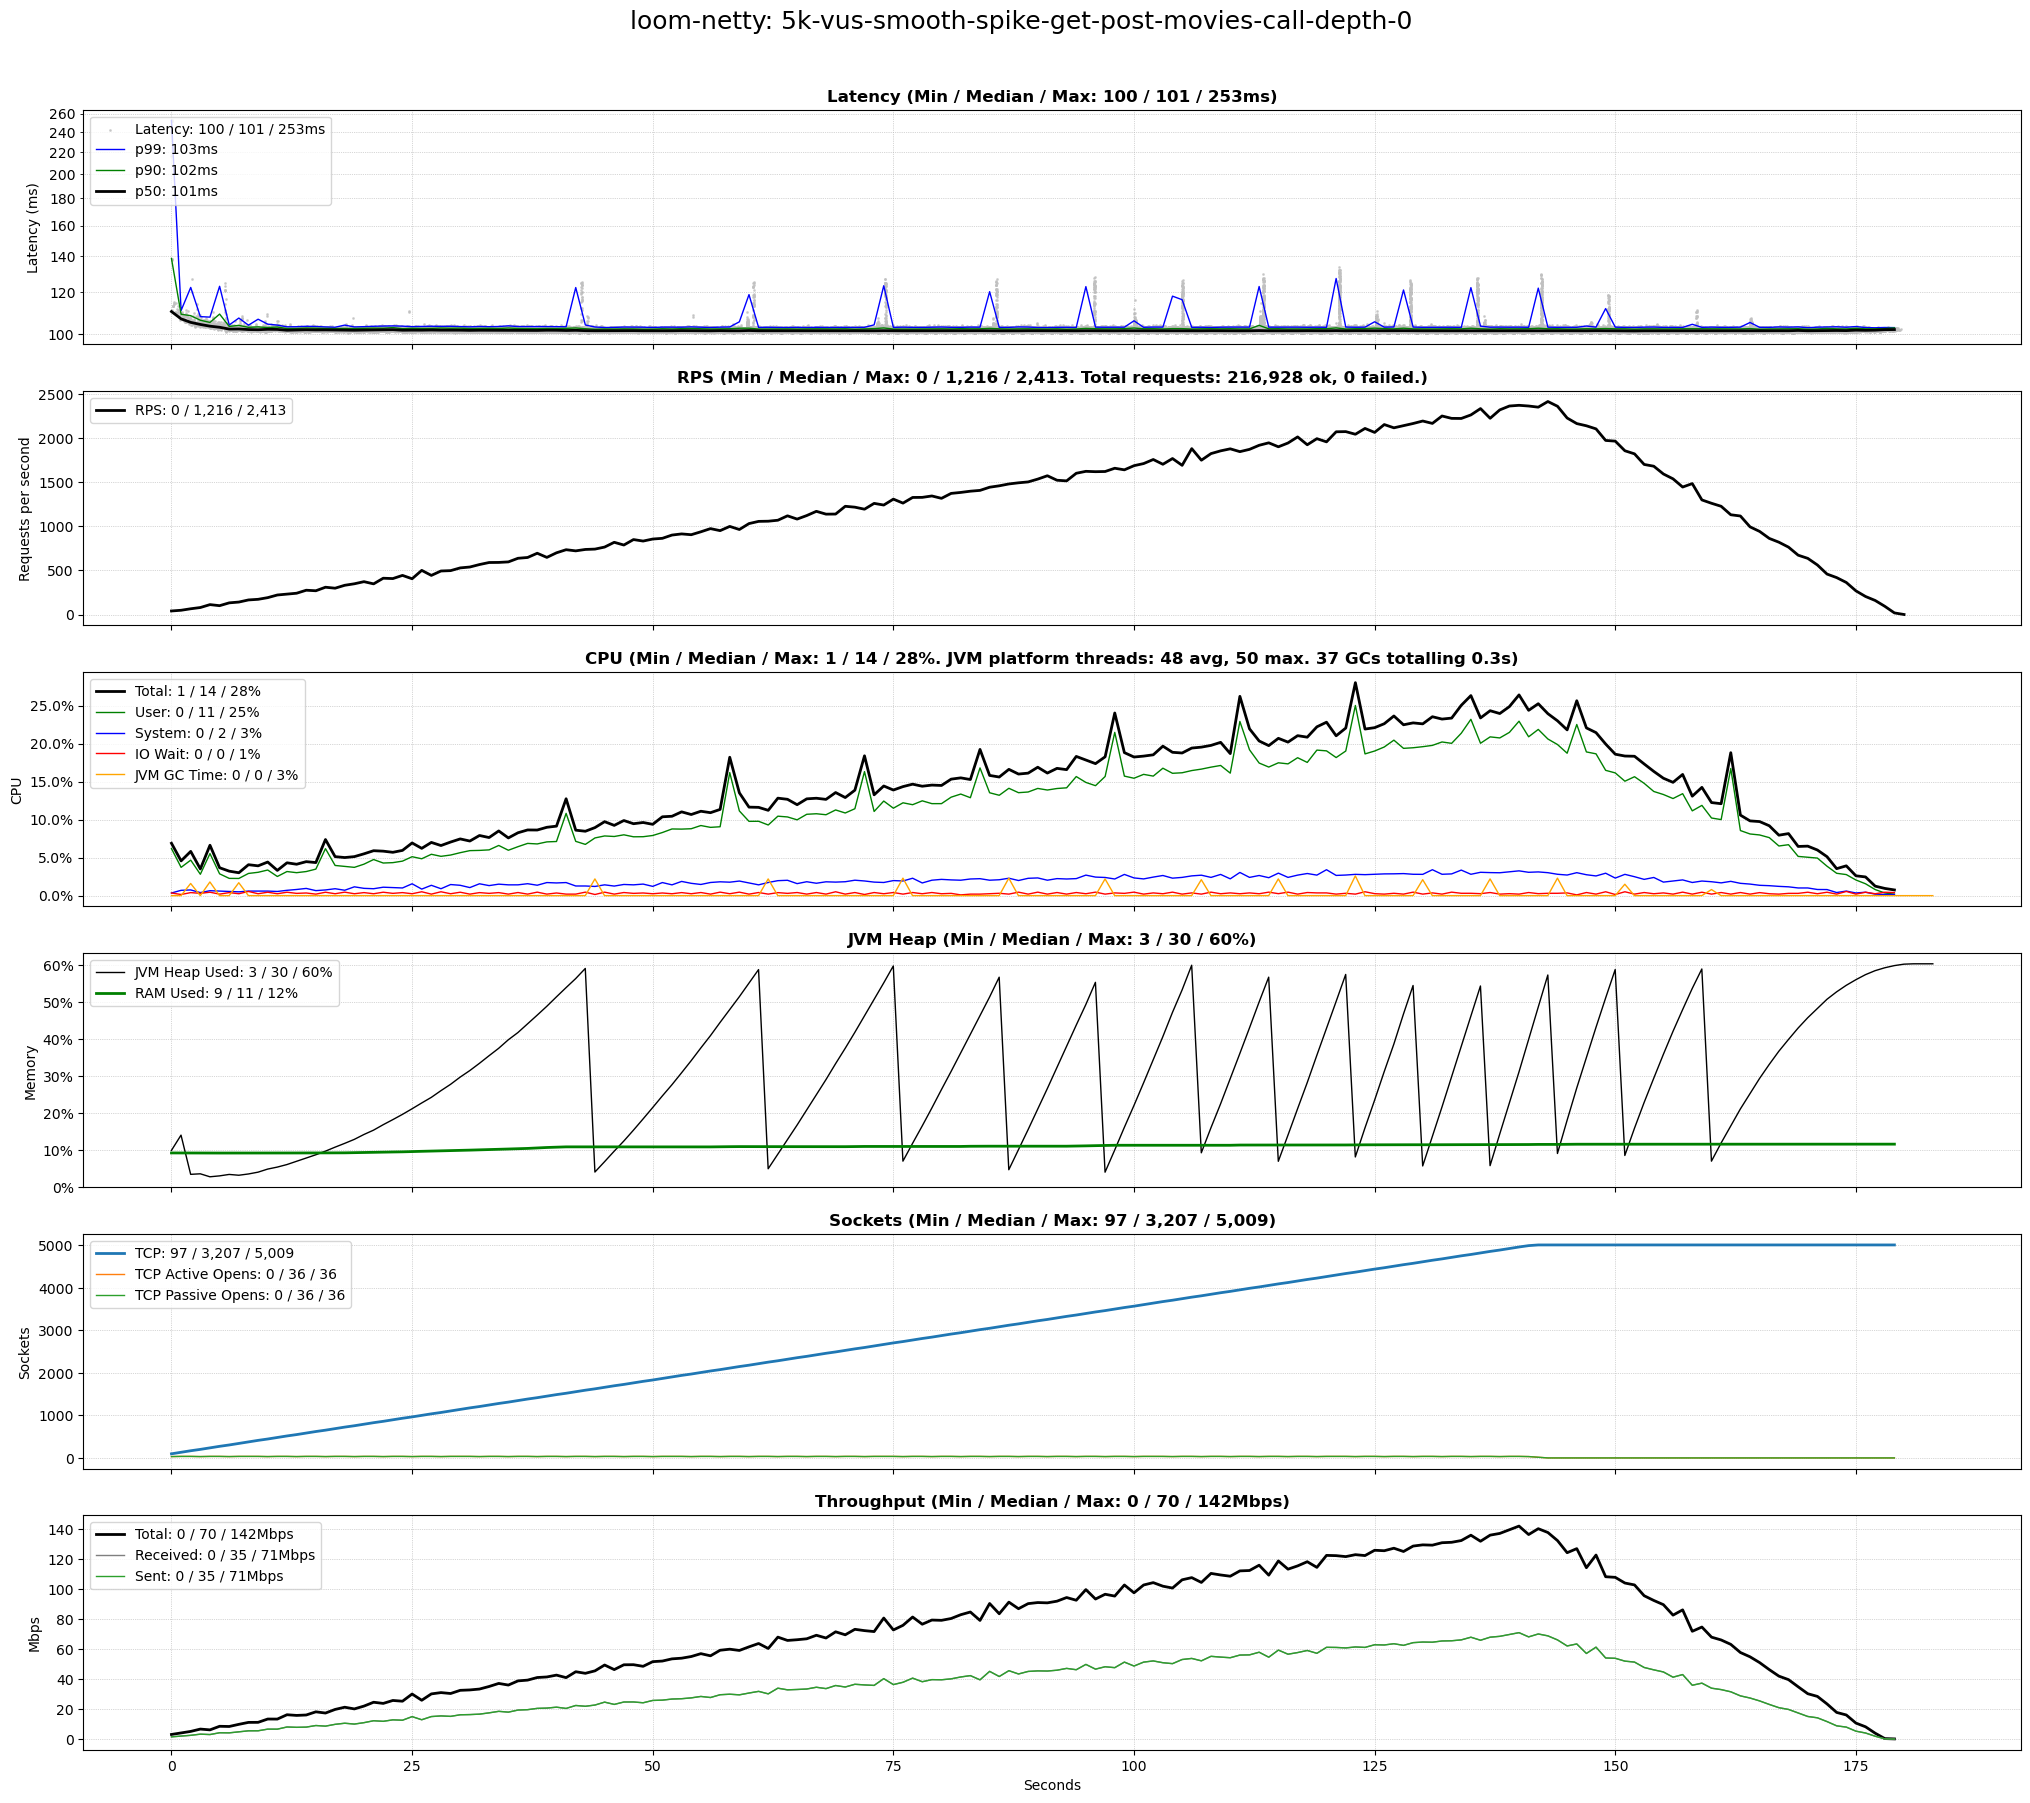 loom-netty: 5k-vus-smooth-spike-get-post-movies-call-depth-0
Latency (Min / Median / Max: 100 / 101 / 253ms)
Latency (ms)
260
240
220
200
180
160
140
120
100
Latency: 100 / 101 / 253ms
p99: 103ms
p90: 102ms
p50: 101ms
RPS (Min / Median / Max: 0 / 1,216 / 2,413. Total requests: 216,928 ok, 0 failed.)
Requests per second
2500
2000
1500
1000
500
0
RPS: 0 / 1,216 / 2,413
CPU (Min / Median / Max: 1 / 14 / 28%. JVM platform threads: 48 avg, 50 max. 37 GCs totalling 0.3s)
CPU
25.0%
20.0%
15.0%
10.0%
5.0%
0.0%
Total: 1 / 14 / 28%
User: 0 / 11 / 25%
System: 0 / 2 / 3%
IO Wait: 0 / 0 / 1%
JVM GC Time: 0 / 0 / 3%
JVM Heap (Min / Median / Max: 3 / 30 / 60%)
Memory
60%
50%
40%
30%
20%
10%
0%
JVM Heap Used: 3 / 30 / 60%
RAM Used: 9 / 11 / 12%
Sockets (Min / Median / Max: 97 / 3,207 / 5,009)
Sockets
5000
4000
3000
2000
1000
0
TCP: 97 / 3,207 / 5,009
TCP Active Opens: 0 / 36 / 36
TCP Passive Opens: 0 / 36 / 36
Throughput (Min / Median / Max: 0 / 70 / 142Mbps)
Mbps
140
120
100
80
60
40
20
0
Total: 0 / 70 / 142Mbps
Received: 0 / 35 / 71Mbps
Sent: 0 / 35 / 71Mbps
0 25 50 75 100 125 150 175
Seconds